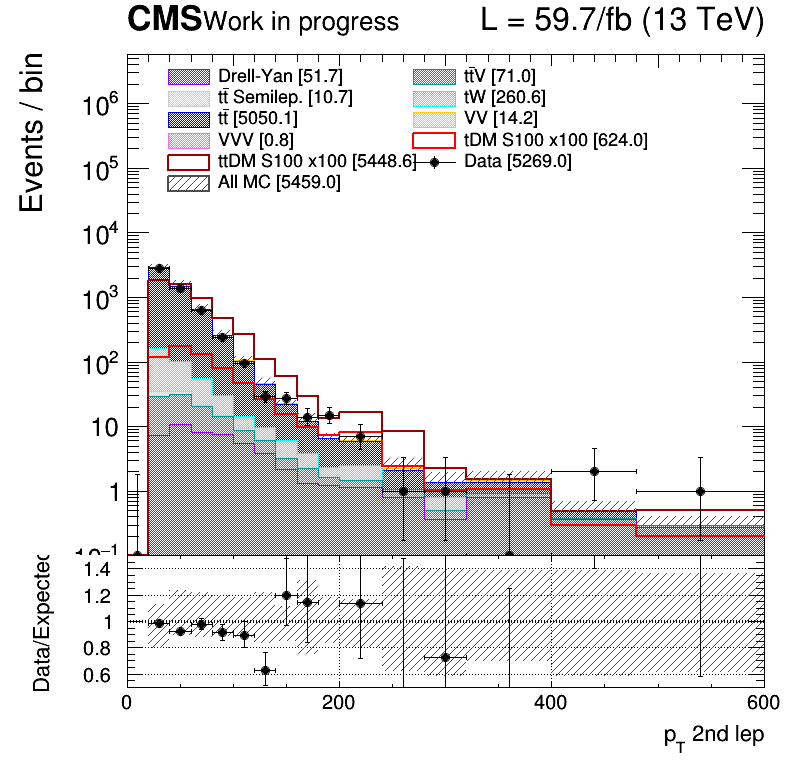 CMS Work in progress L = 59.7/fb (13 TeV)
Events / bin
Drell-Yan [51.7] tt̄V [71.0]
tt̄ Semilep. [10.7] tW [260.6]
tt̄ [5050.1] VV [14.2]
VVV [0.8] tDM S100 x100 [624.0]
ttDM S100 x100 [5448.6] Data [5269.0]
All MC [5459.0]
10⁶
10⁵
10⁴
10³
10²
10
1
10⁻¹
Data/Expected
1.4
1.2
1
0.8
0.6
0 200 400 600
p_T 2nd lep